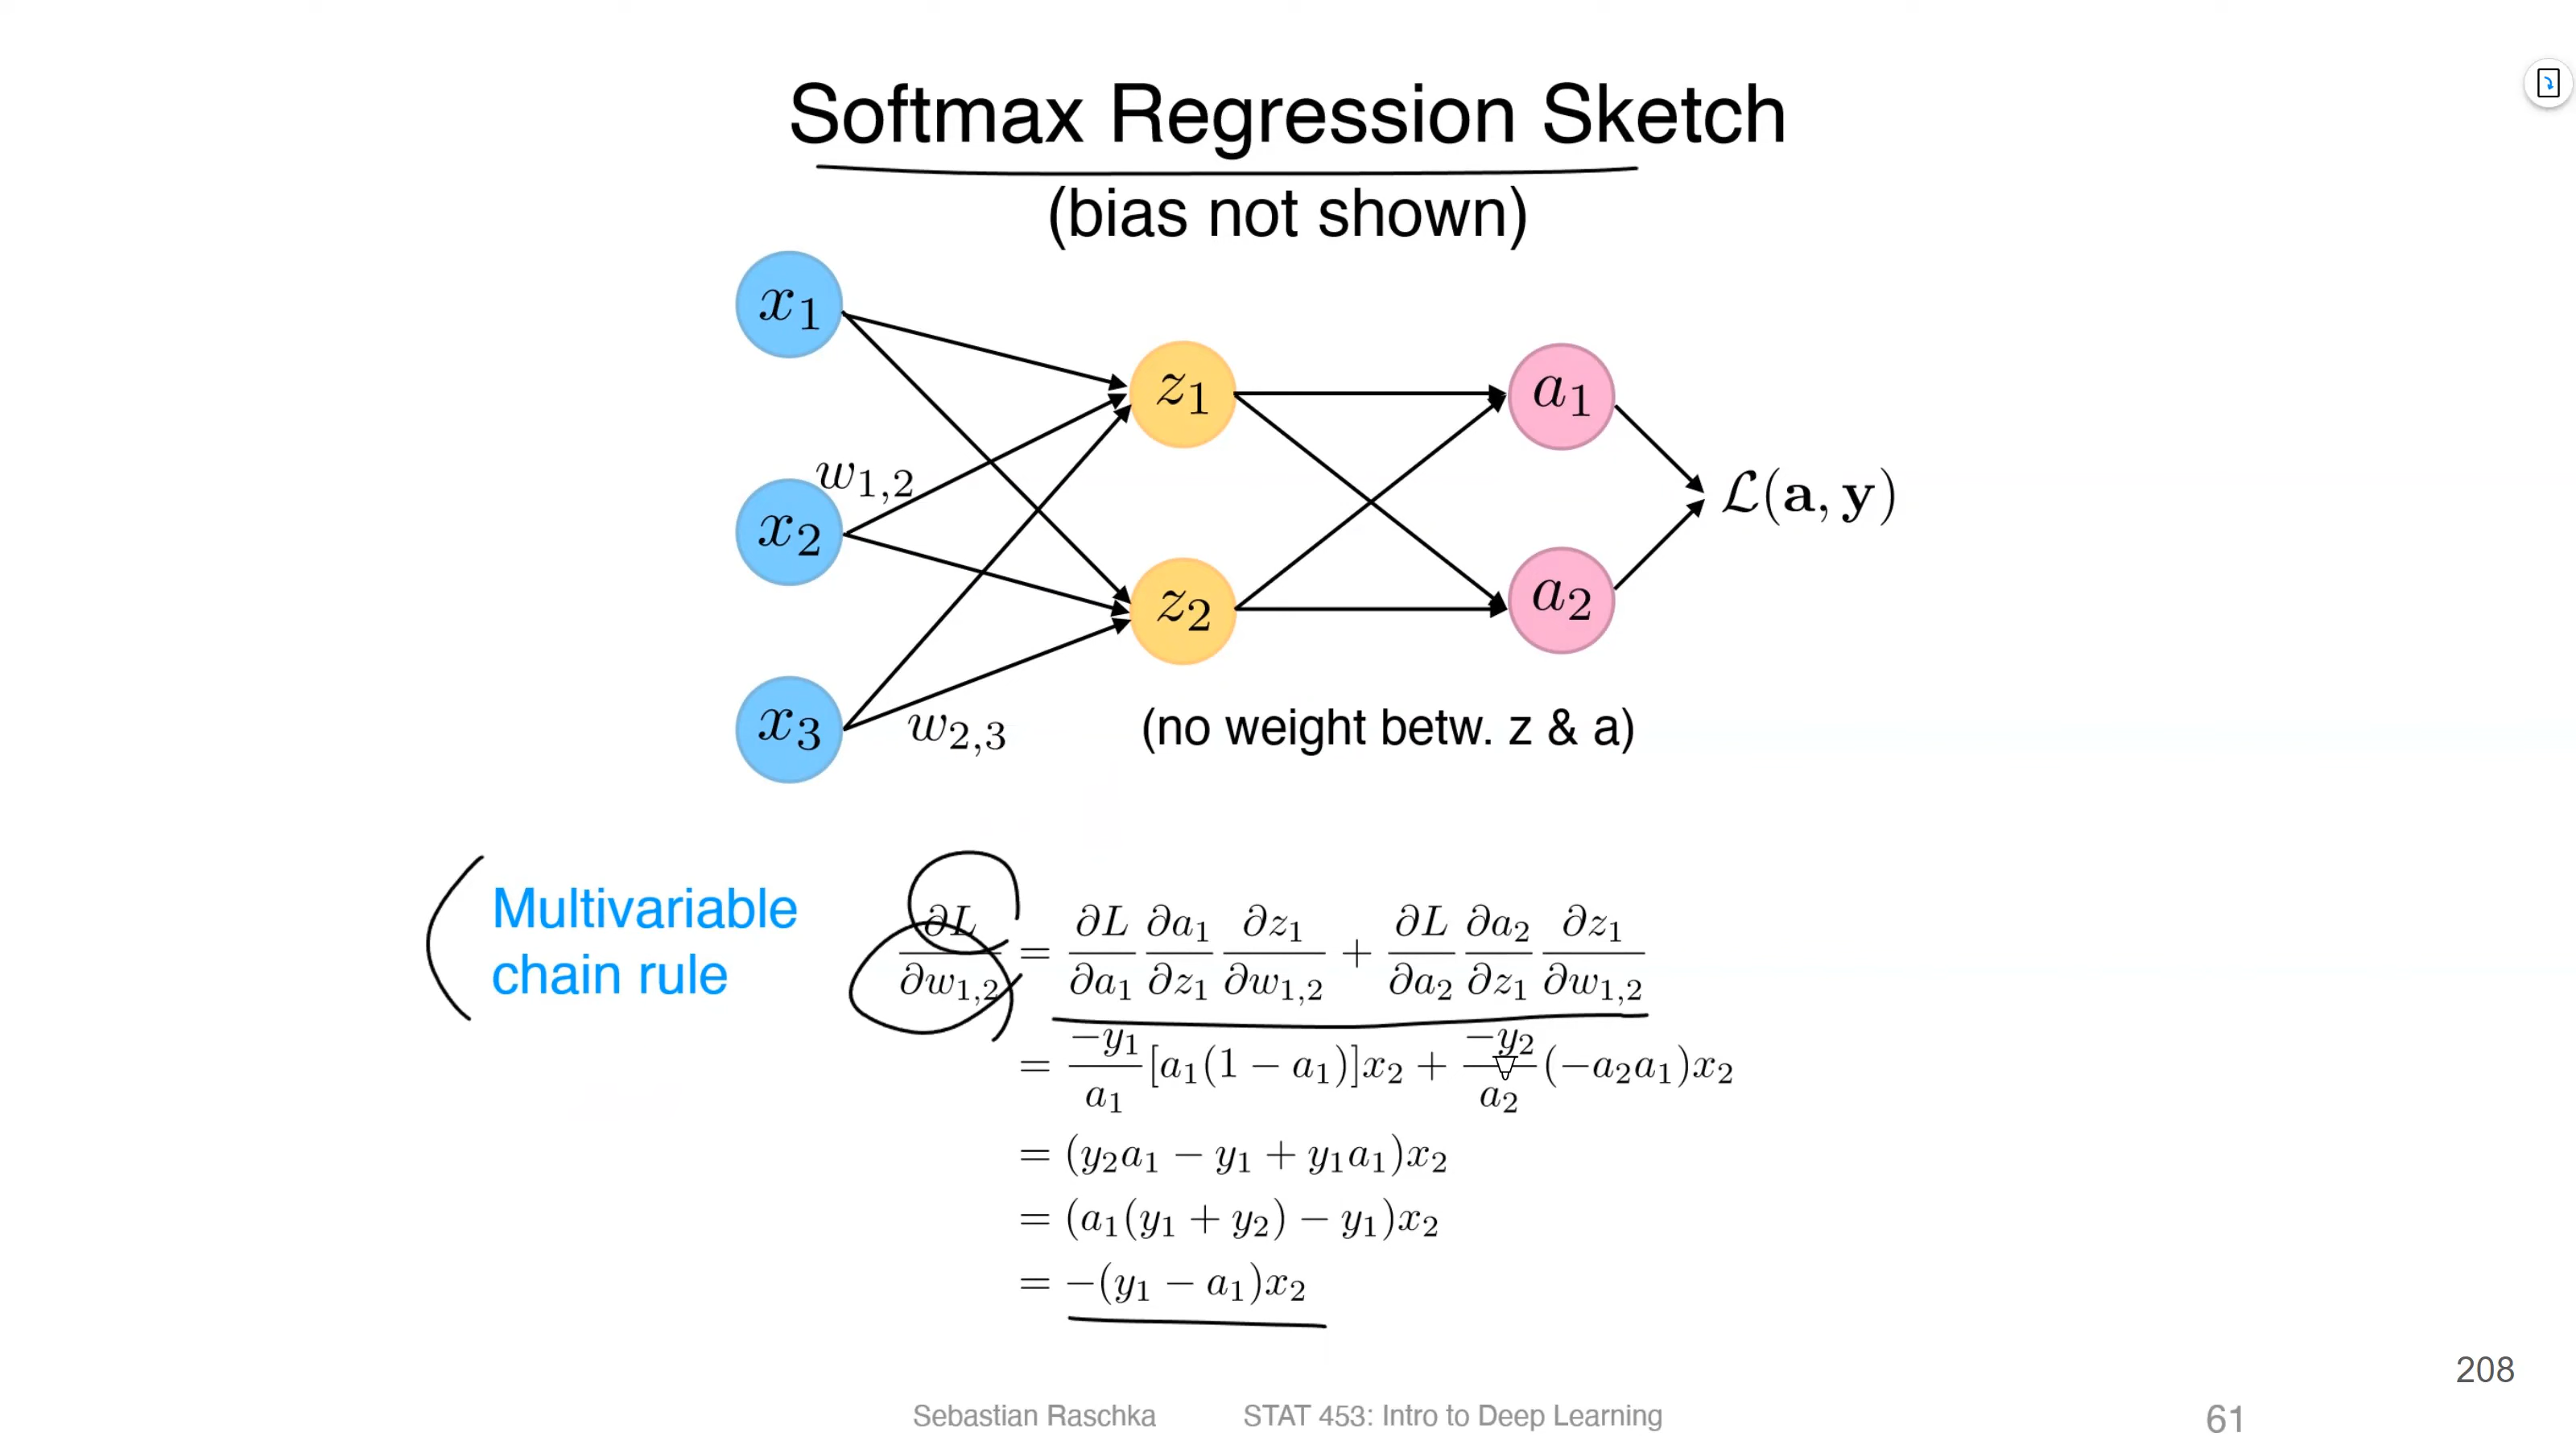 Softmax Regression Sketch
(bias not shown)
x₁
z₁
a₁
w₁,₂
x₂
ℒ(𝐚, 𝐲)
z₂
a₂
x₃
w₂,₃
(no weight betw. z & a)
Multivariable
chain rule
∂L/∂w₁,₂ = ∂L/∂a₁ ∂a₁/∂z₁ ∂z₁/∂w₁,₂ + ∂L/∂a₂ ∂a₂/∂z₁ ∂z₁/∂w₁,₂
= −y₁/a₁ [a₁(1 − a₁)]x₂ + −y₂/a₂ (−a₂a₁)x₂
= (y₂a₁ − y₁ + y₁a₁)x₂
= (a₁(y₁ + y₂) − y₁)x₂
= −(y₁ − a₁)x₂
208
Sebastian Raschka STAT 453: Intro to Deep Learning 61